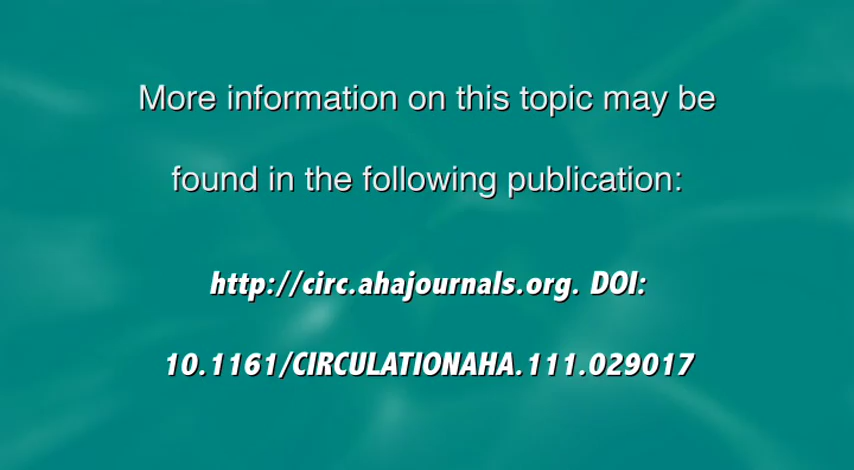 More information on this topic may be
found in the following publication:
http://circ.ahajournals.org. DOI:
10.1161/CIRCULATIONAHA.111.029017